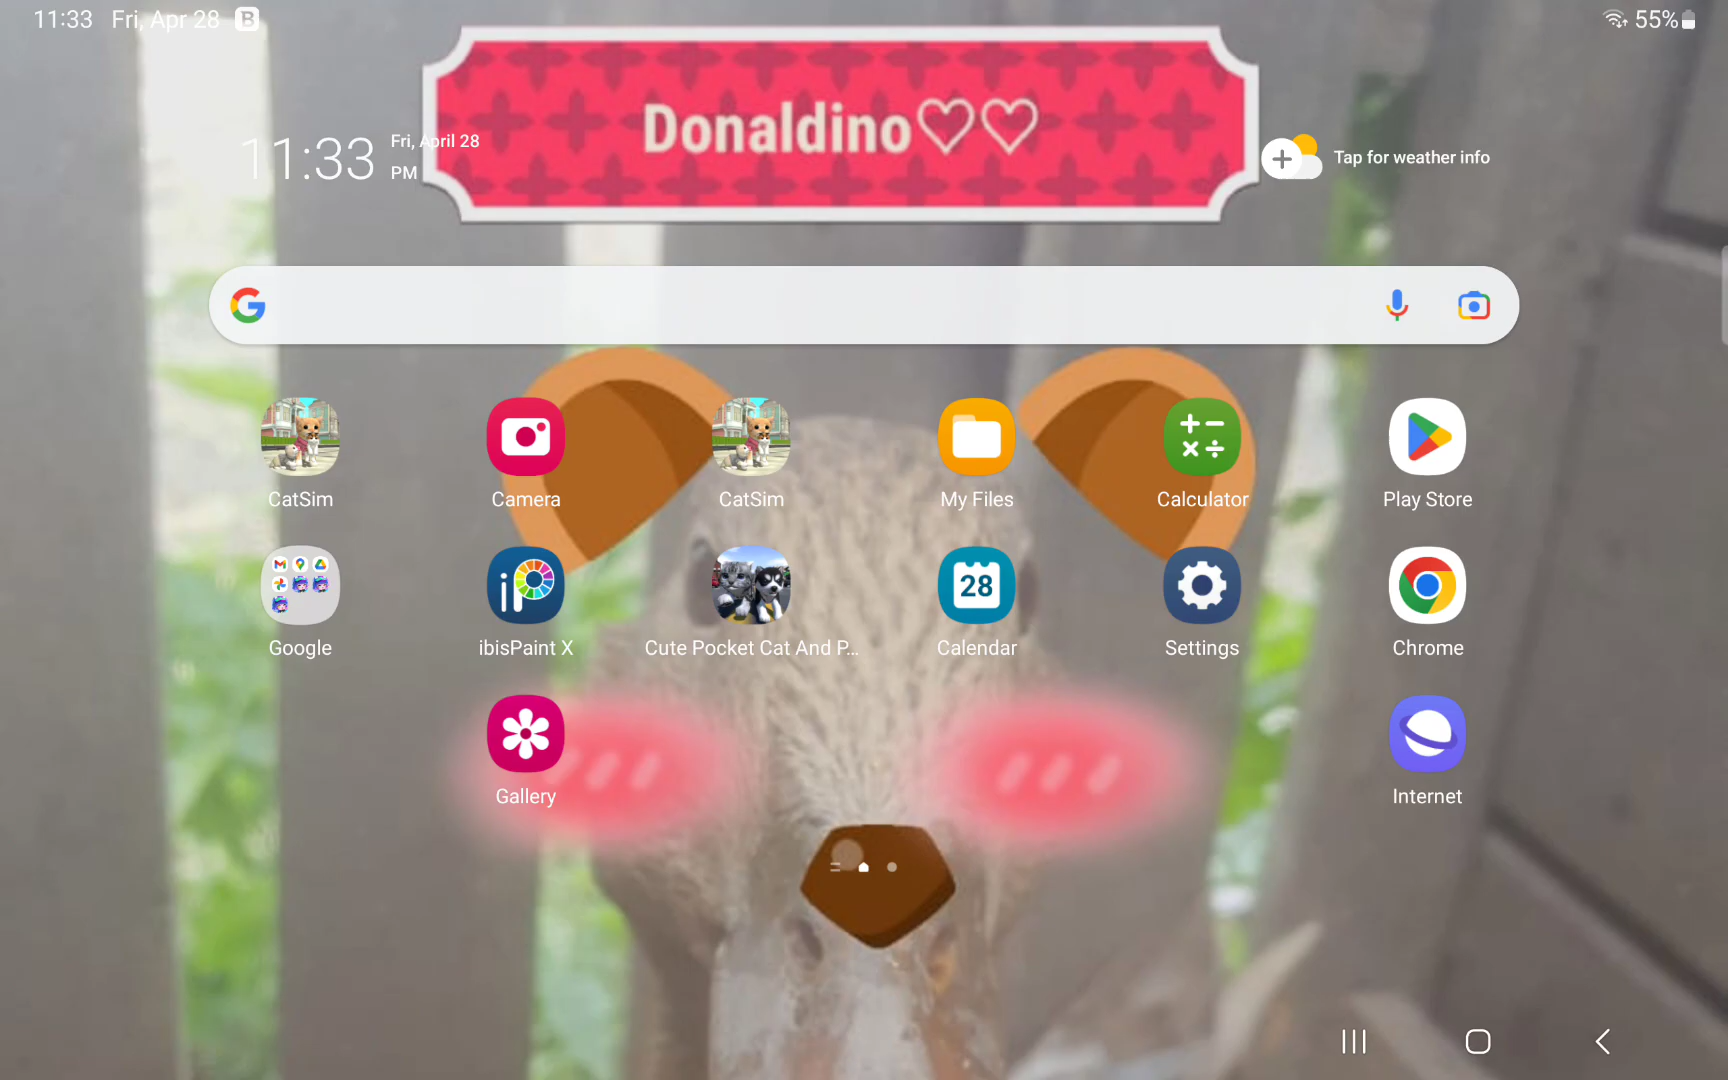 11:33 Fri, Apr 28 B
55%
Donaldino♡♡
11:33 Fri, April 28
PM
Tap for weather info
CatSim
Camera
CatSim
My Files
Calculator
Play Store
Google
ibisPaint X
Cute Pocket Cat And P...
28
Calendar
Settings
Chrome
Gallery
Internet